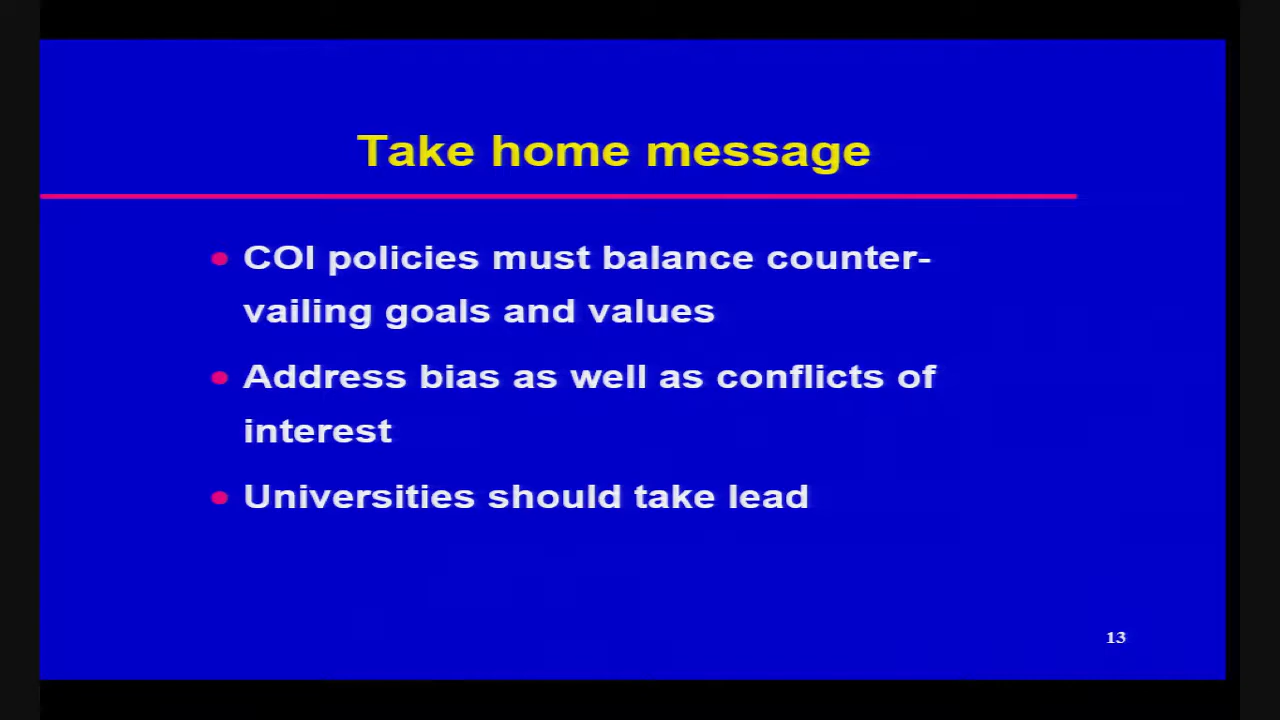 Take home message
• COI policies must balance counter-
vailing goals and values
• Address bias as well as conflicts of
interest
• Universities should take lead
13